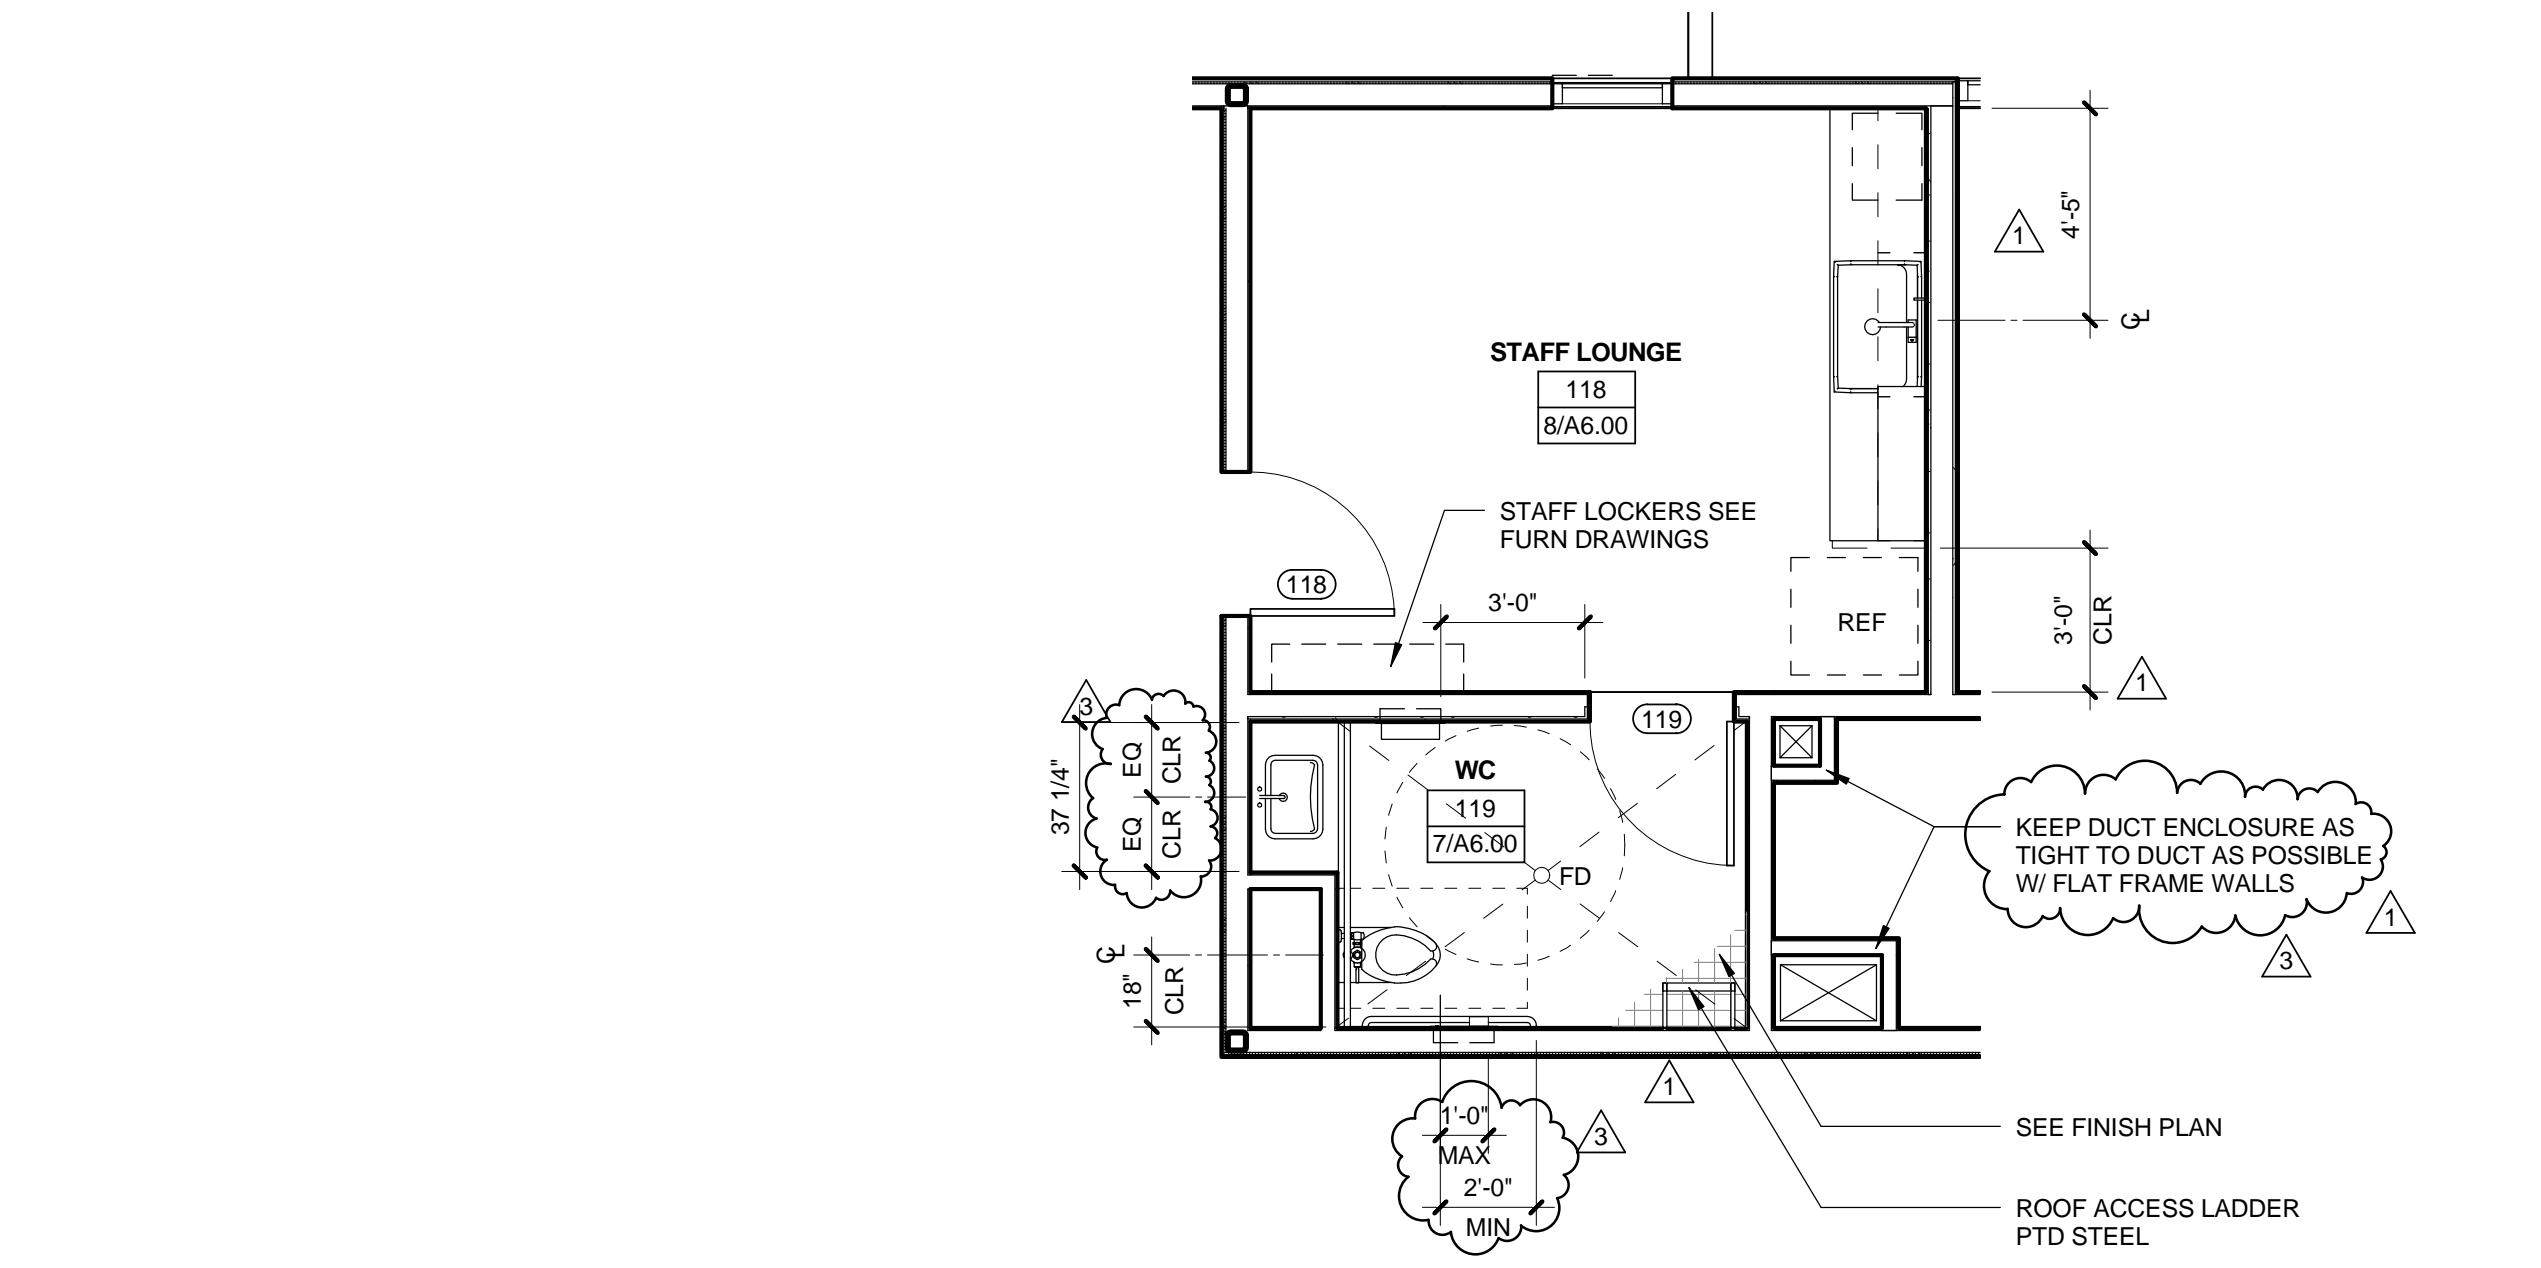 4'-5"
1
℄
STAFF LOUNGE
118
8/A6.00
STAFF LOCKERS SEE
FURN DRAWINGS
118
3'-0"
REF
3'-0"
CLR
1
3
119
37 1/4"
EQ
CLR
EQ
CLR
WC
119
7/A6.00
FD
KEEP DUCT ENCLOSURE AS
TIGHT TO DUCT AS POSSIBLE
W/ FLAT FRAME WALLS
1
3
℄
18"
CLR
1
1'-0"
MAX
3
2'-0"
MIN
SEE FINISH PLAN
ROOF ACCESS LADDER
PTD STEEL